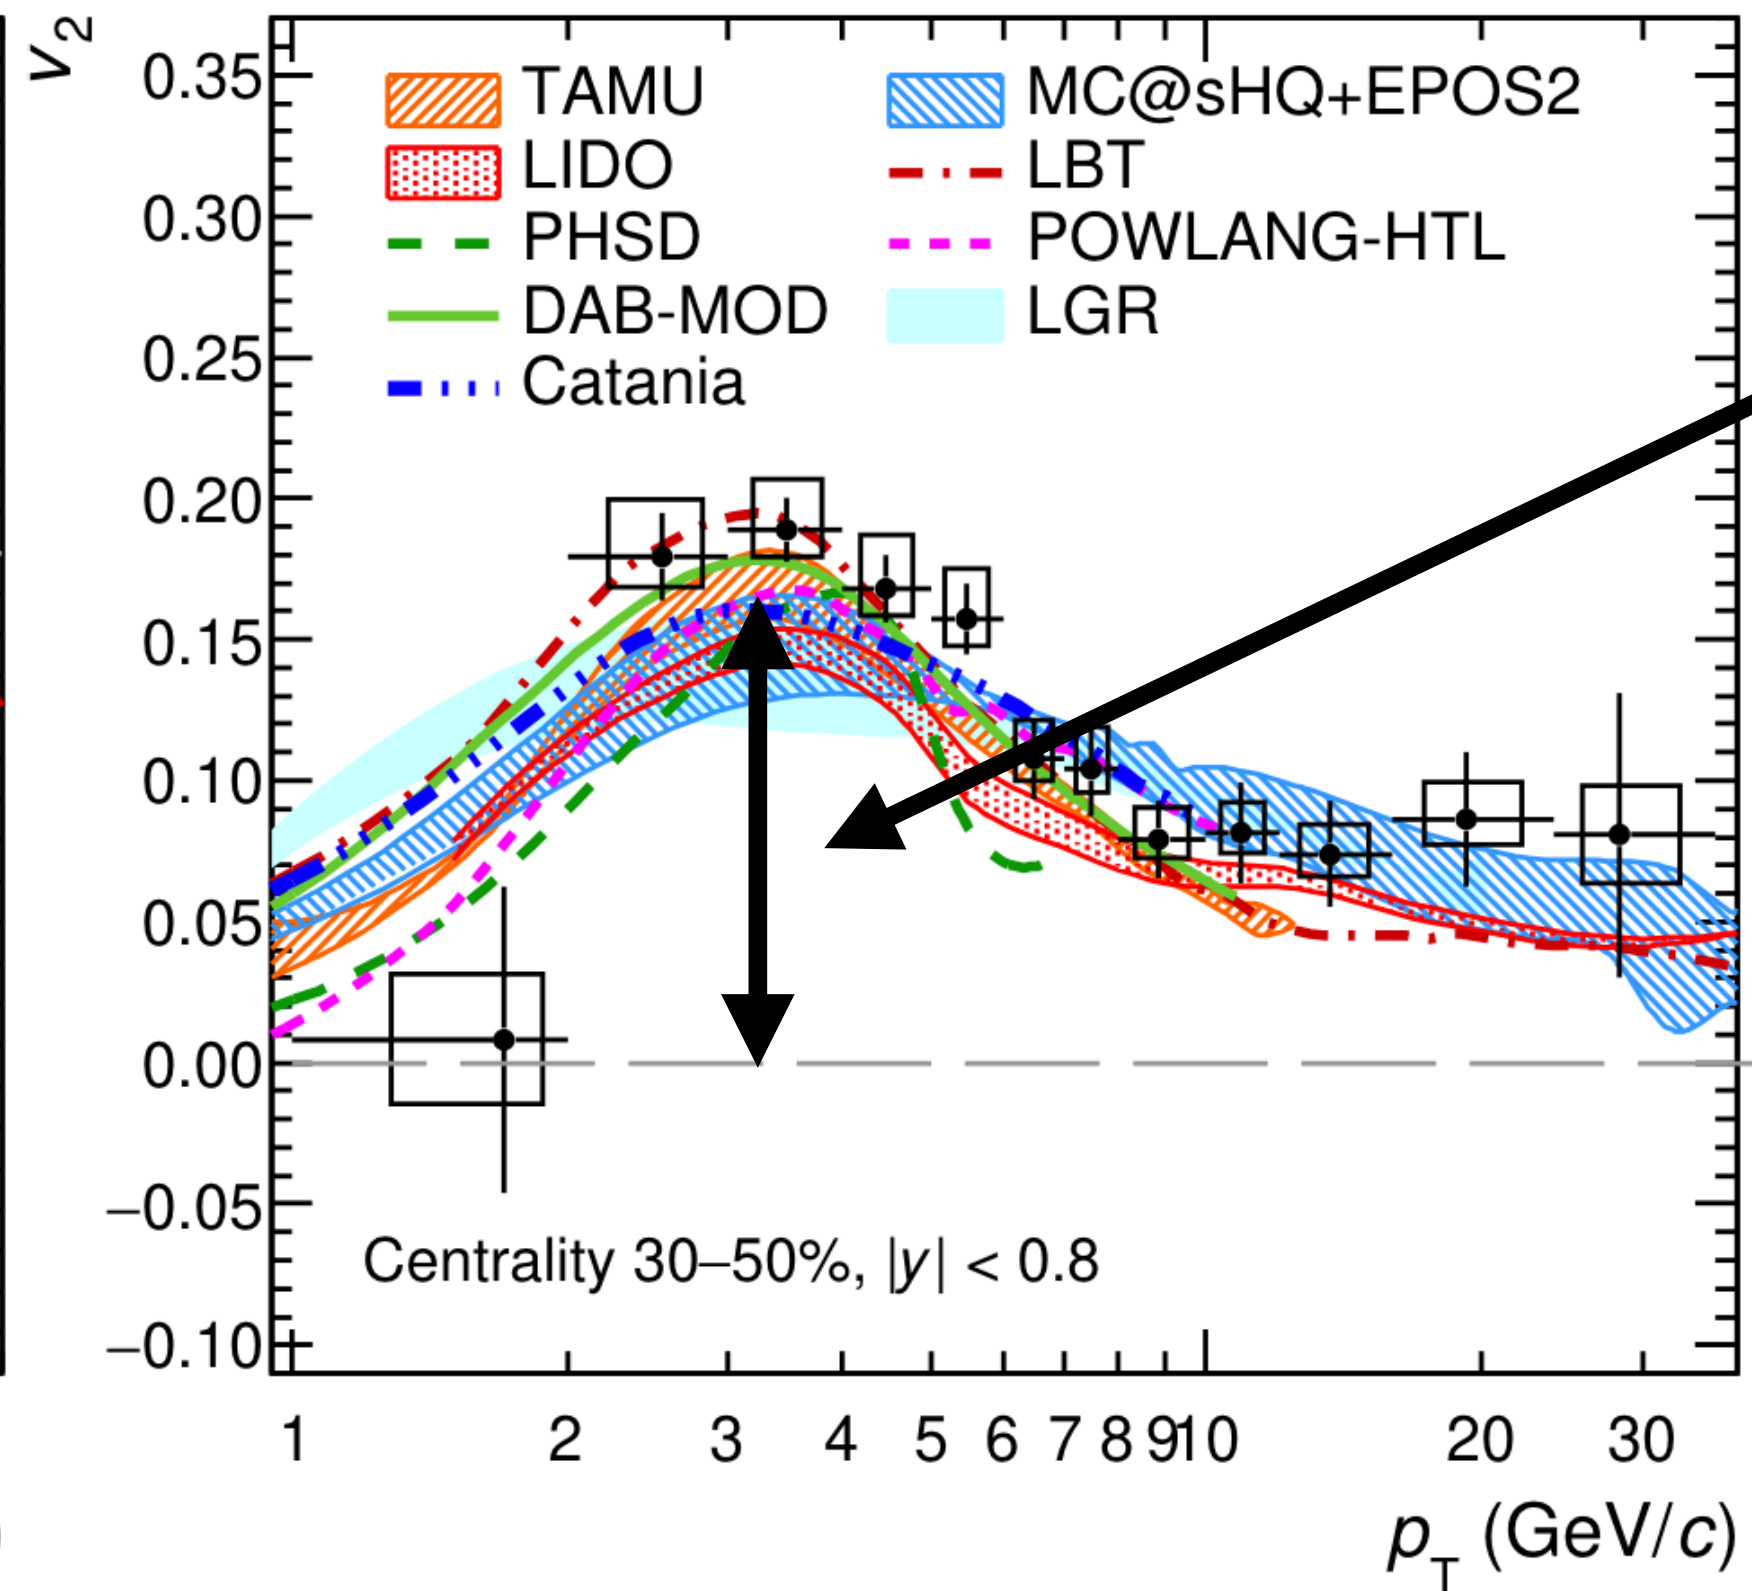 v2
0.35
0.30
0.25
0.20
0.15
0.10
0.05
0.00
−0.05
−0.10
TAMU
LIDO
PHSD
DAB-MOD
Catania
MC@sHQ+EPOS2
LBT
POWLANG-HTL
LGR
Centrality 30–50%, |y| < 0.8
1 2 3 4 5 6 7 8 9 10 20 30
pT (GeV/c)